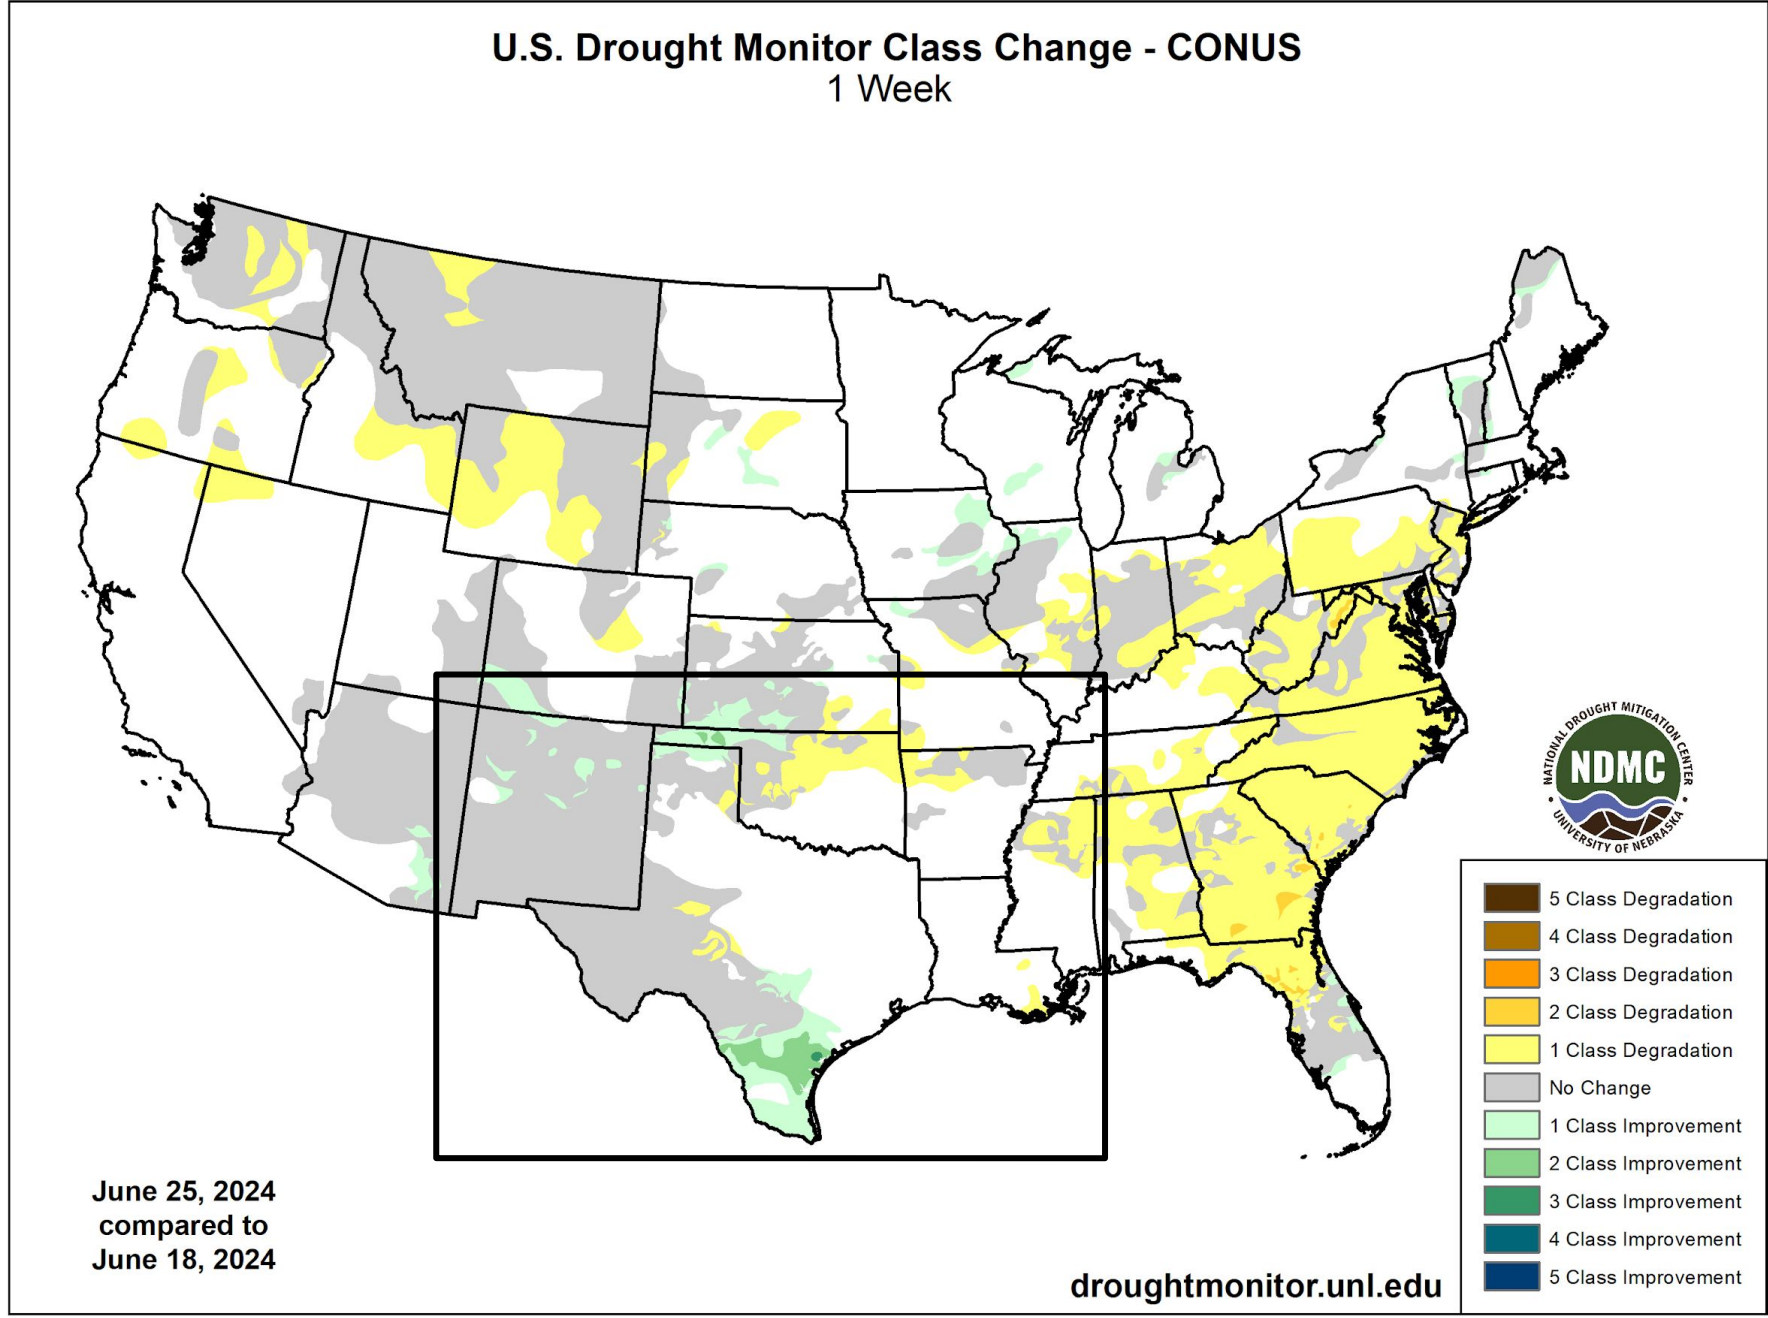 U.S. Drought Monitor Class Change - CONUS
1 Week
NATIONAL DROUGHT MITIGATION CENTER
NDMC
UNIVERSITY OF NEBRASKA
5 Class Degradation
4 Class Degradation
3 Class Degradation
2 Class Degradation
1 Class Degradation
No Change
1 Class Improvement
2 Class Improvement
3 Class Improvement
4 Class Improvement
5 Class Improvement
June 25, 2024
compared to
June 18, 2024
droughtmonitor.unl.edu